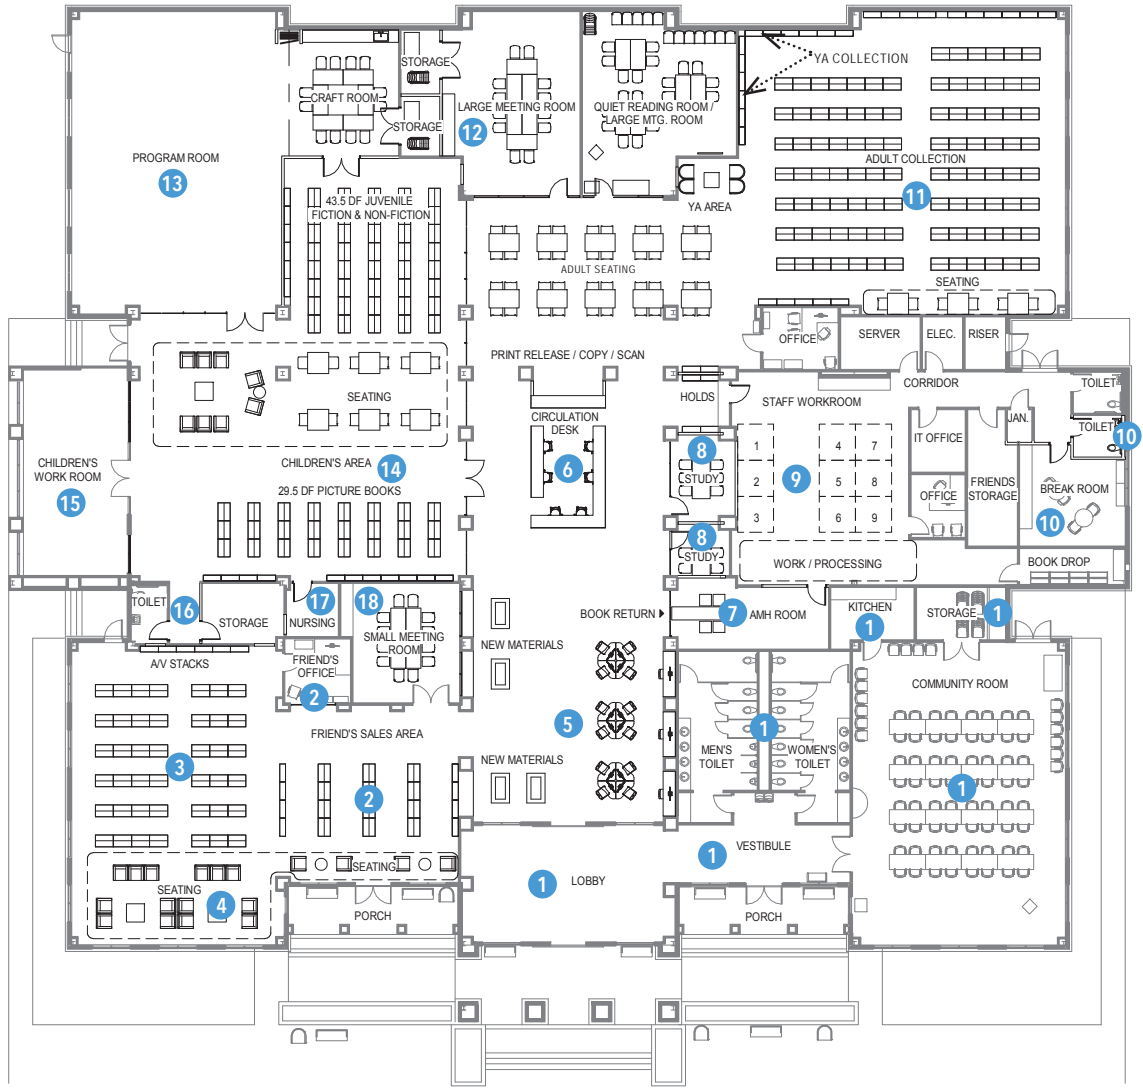 STORAGE
YA COLLECTION
CRAFT ROOM
LARGE MEETING ROOM
12
QUIET READING ROOM /
LARGE MTG. ROOM
STORAGE
PROGRAM ROOM
13
ADULT COLLECTION
11
43.5 DF JUVENILE
FICTION & NON-FICTION
YA AREA
ADULT SEATING
SEATING
OFFICE
SERVER
ELEC.
RISER
PRINT RELEASE / COPY / SCAN
SEATING
HOLDS
STAFF WORKROOM
CORRIDOR
TOILET
CIRCULATION
DESK
6
JAN.
TOILET
10
CHILDREN'S
WORK ROOM
15
CHILDREN'S AREA
14
29.5 DF PICTURE BOOKS
8
STUDY
1
2
3
9
4
7
5
8
6
9
IT OFFICE
OFFICE
FRIENDS
STORAGE
BREAK ROOM
10
8
STUDY
WORK / PROCESSING
BOOK DROP
TOILET
16
STORAGE
17
NURSING
18
SMALL MEETING
ROOM
BOOK RETURN
7
AMH ROOM
KITCHEN
1
STORAGE
1
A/V STACKS
FRIEND'S
OFFICE
2
NEW MATERIALS
COMMUNITY ROOM
FRIEND'S SALES AREA
5
1
MEN'S
TOILET
WOMEN'S
TOILET
3
2
NEW MATERIALS
1
SEATING
SEATING
4
1
LOBBY
1
VESTIBULE
PORCH
PORCH